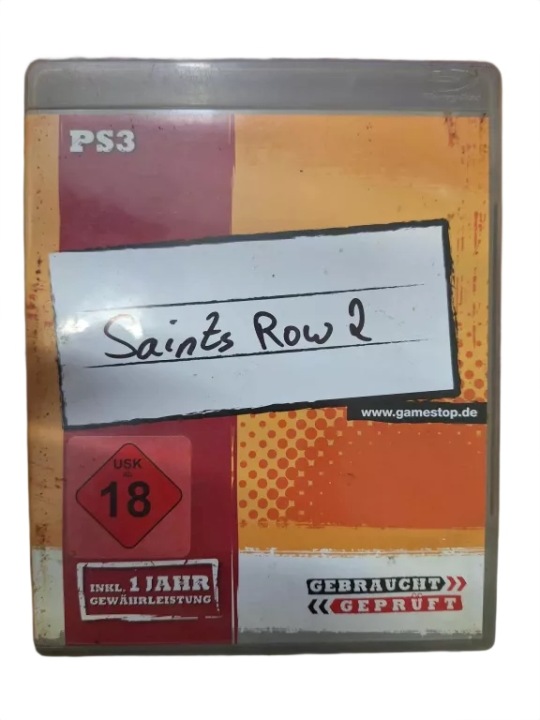 PS3
Saints Row 2
www.gamestop.de
USK
ab
18
INKL. 1 JAHR
GEWÄHRLEISTUNG
GEBRAUCHT
GEPRÜFT